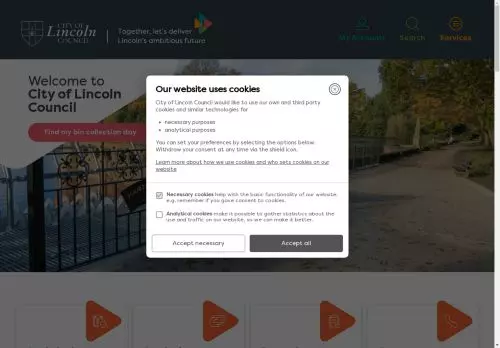 CITY OF
Lincoln
COUNCIL
Together, let's deliver
Lincoln's ambitious future
My Account
Search
Services
Welcome to
City of Lincoln
Council
Find my bin collection day
Our website uses cookies
City of Lincoln Council would like to use our own and third party
cookies and similar technologies for
necessary purposes
analytical purposes
You can set your preferences by selecting the options below.
Withdraw your consent at any time via the shield icon.
Learn more about how we use cookies and who sets cookies on our
website
Necessary cookies help with the basic functionality of our website,
e.g. remember if you gave consent to cookies.
Analytical cookies make it possible to gather statistics about the
use and traffic on our website, so we can make it better.
Accept necessary
Accept all